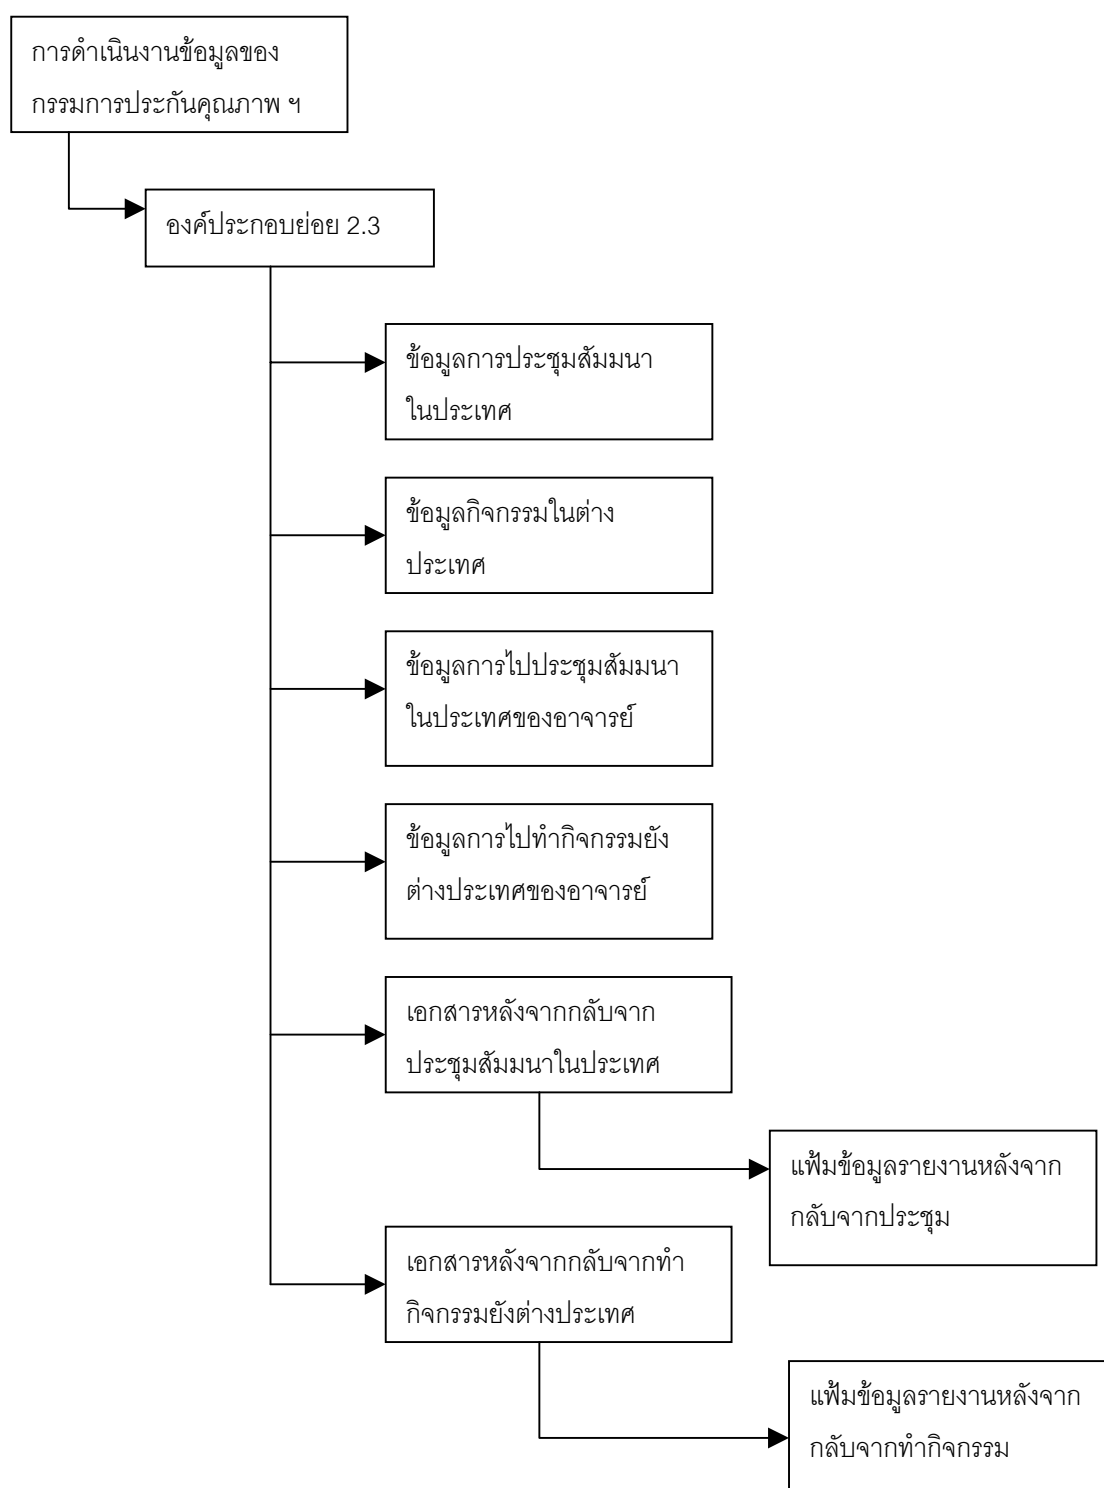 การดำเนินงานข้อมูลของ
กรรมการประกันคุณภาพ ฯ
องค์ประกอบย่อย 2.3
ข้อมูลการประชุมสัมมนา
ในประเทศ
ข้อมูลกิจกรรมในต่าง
ประเทศ
ข้อมูลการไปประชุมสัมมนา
ในประเทศของอาจารย์
ข้อมูลการไปทำกิจกรรมยัง
ต่างประเทศของอาจารย์
เอกสารหลังจากกลับจาก
ประชุมสัมมนาในประเทศ
แฟ้มข้อมูลรายงานหลังจาก
กลับจากประชุม
เอกสารหลังจากกลับจากทำ
กิจกรรมยังต่างประเทศ
แฟ้มข้อมูลรายงานหลังจาก
กลับจากทำกิจกรรม